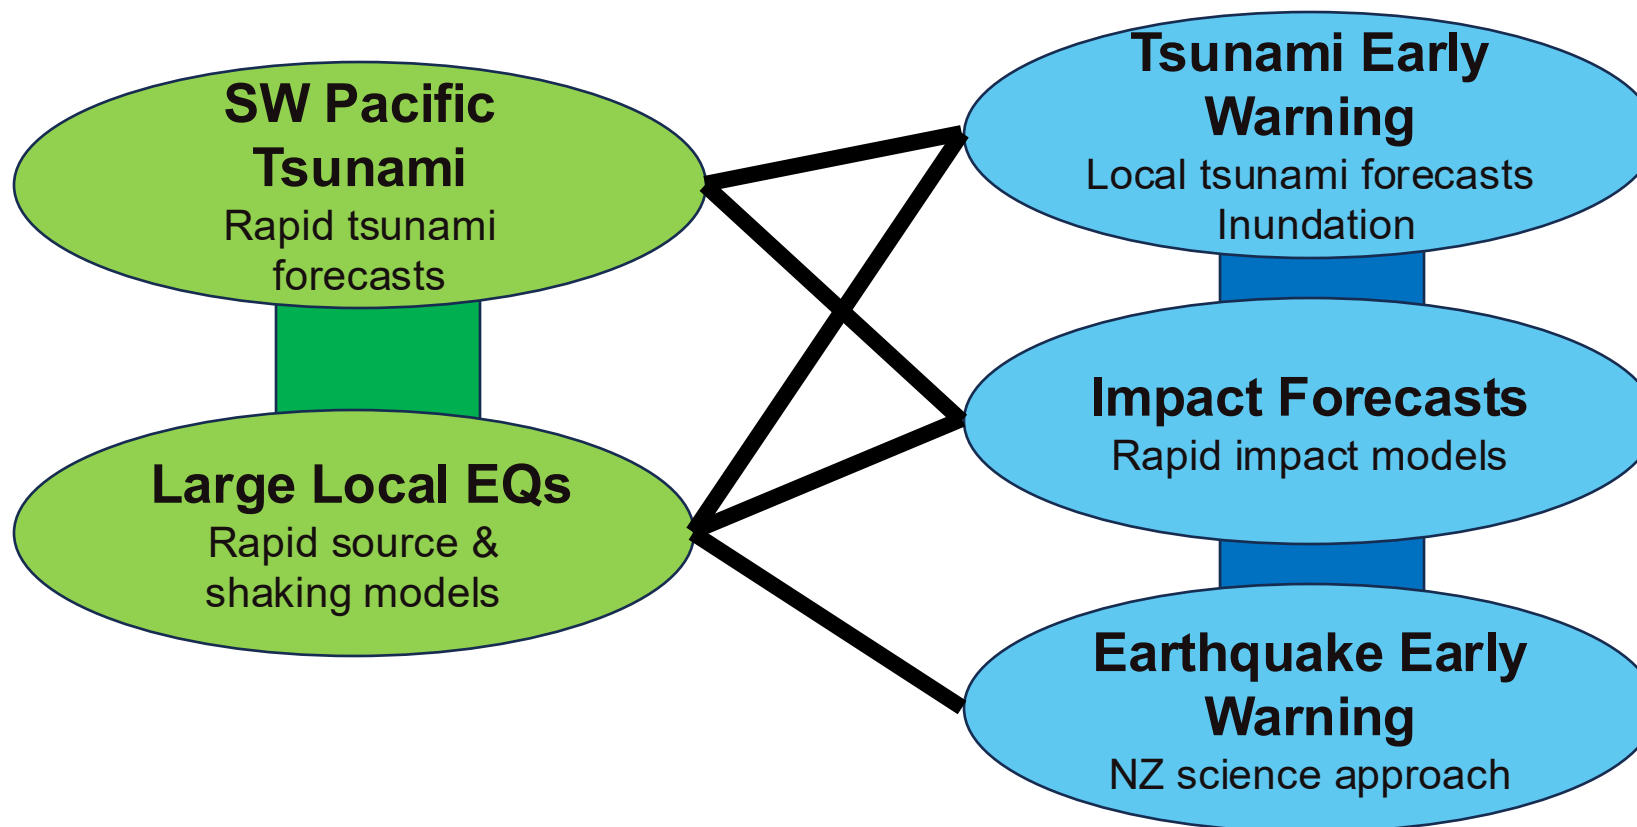 SW Pacific
Tsunami
Rapid tsunami
forecasts
Large Local EQs
Rapid source &
shaking models
Tsunami Early
Warning
Local tsunami forecasts
Inundation
Impact Forecasts
Rapid impact models
Earthquake Early
Warning
NZ science approach